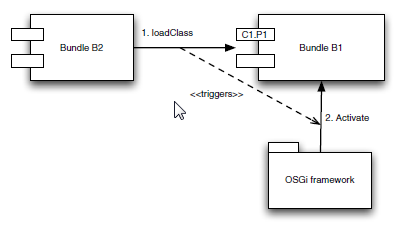 1. loadClass
Bundle B2
C1.P1
Bundle B1
<<triggers>>
2. Activate
OSGi framework